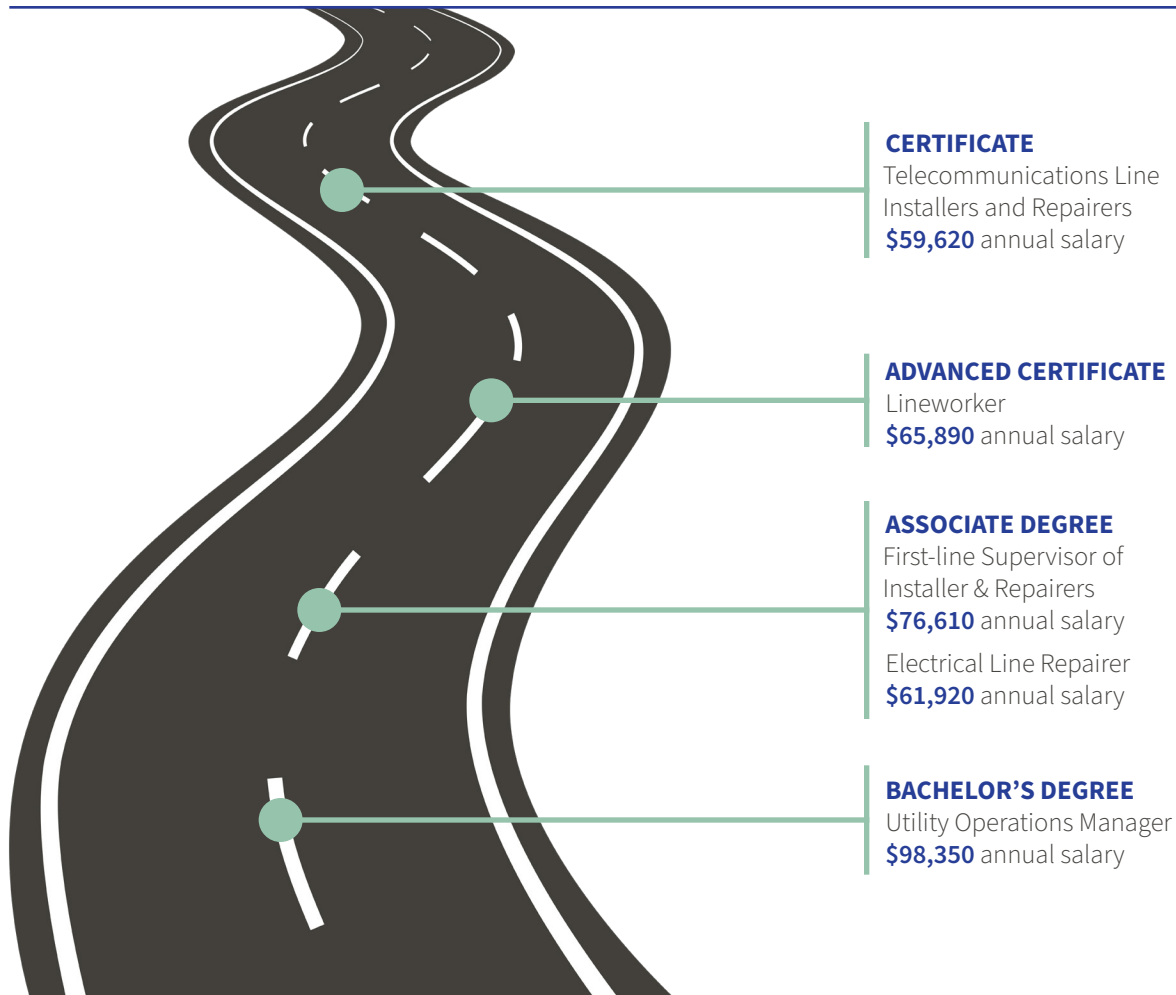 CERTIFICATE
Telecommunications Line
Installers and Repairers
$59,620 annual salary
ADVANCED CERTIFICATE
Lineworker
$65,890 annual salary
ASSOCIATE DEGREE
First-line Supervisor of
Installer & Repairers
$76,610 annual salary
Electrical Line Repairer
$61,920 annual salary
BACHELOR’S DEGREE
Utility Operations Manager
$98,350 annual salary